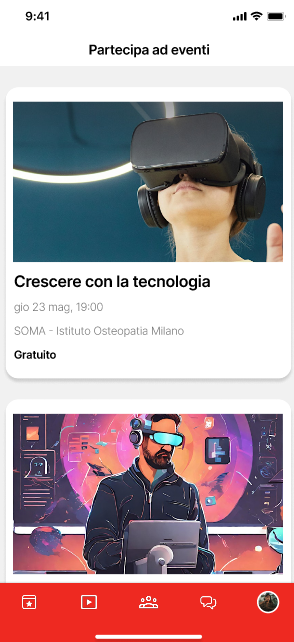 9:41
Partecipa ad eventi
Crescere con la tecnologia
gio 23 mag, 19:00
SOMA - Istituto Osteopatia Milano
Gratuito